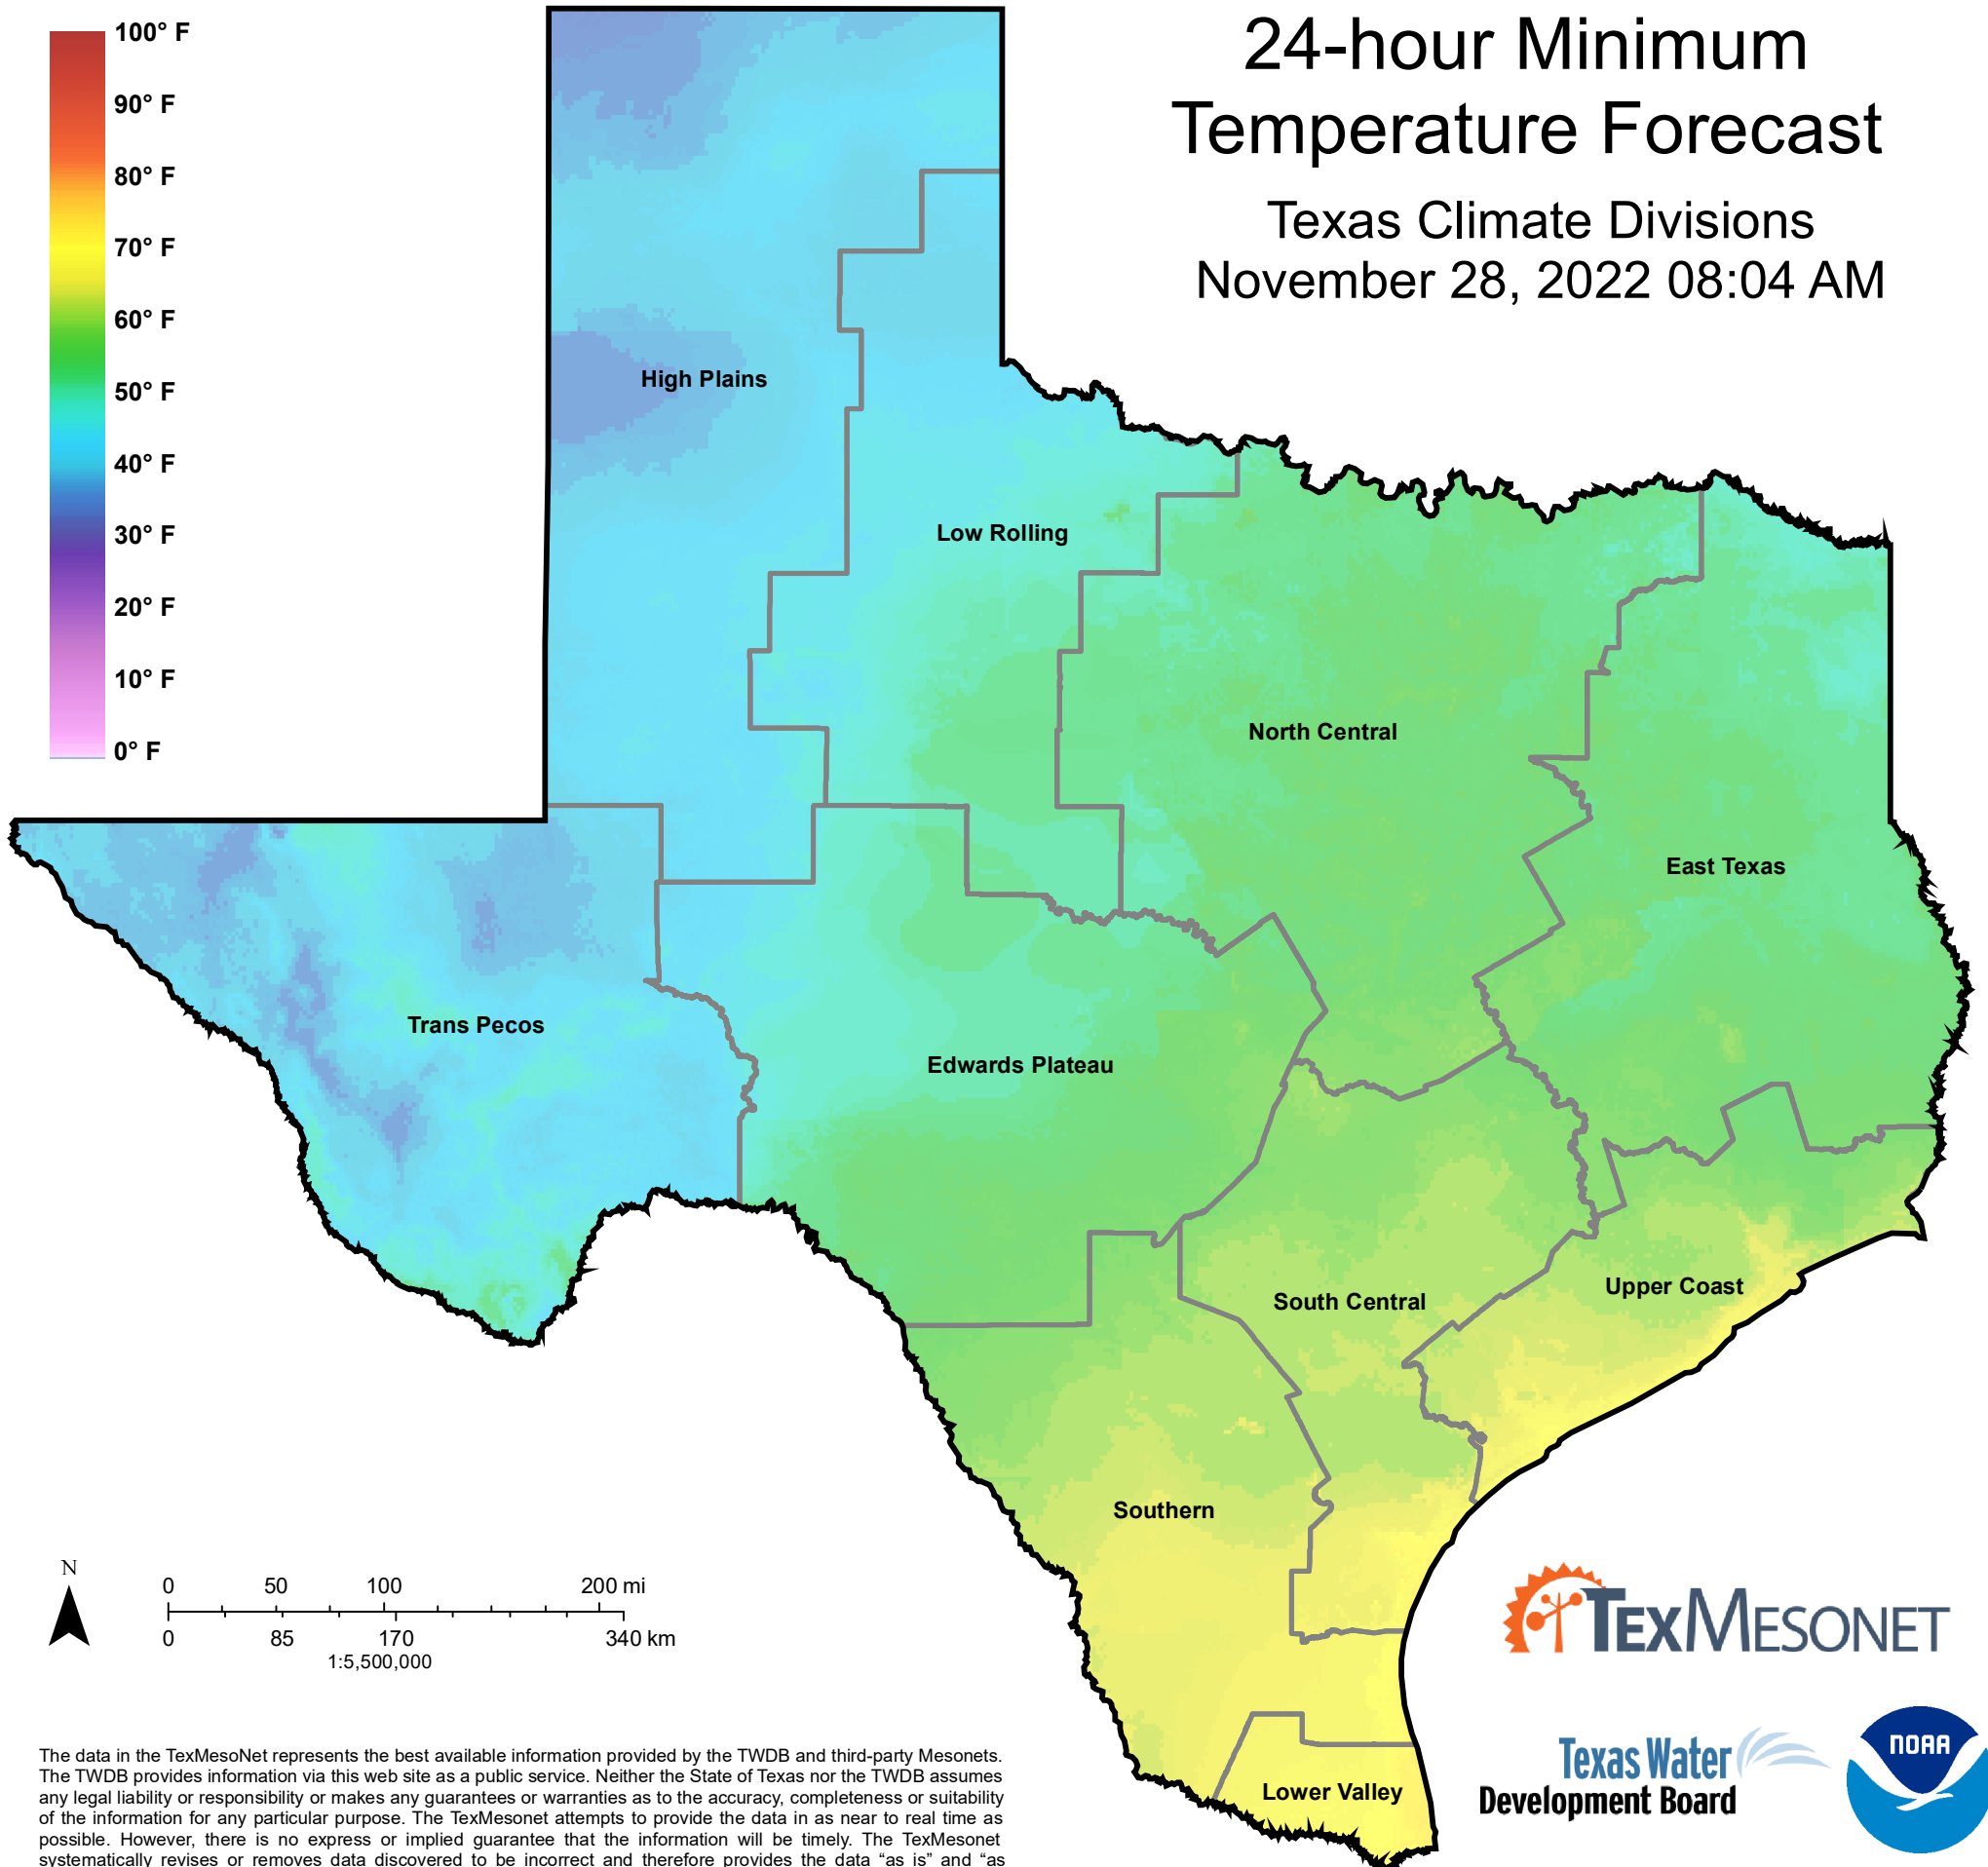 24-hour Minimum
Temperature Forecast
Texas Climate Divisions
November 28, 2022 08:04 AM
100° F
90° F
80° F
70° F
60° F
50° F
40° F
30° F
20° F
10° F
0° F
High Plains
Low Rolling
North Central
East Texas
Trans Pecos
Edwards Plateau
South Central
Upper Coast
Southern
Lower Valley
N
0 50 100 200 mi
0 85 170 340 km
1:5,500,000
TEXMESONET
Texas Water
Development Board
NOAA
The data in the TexMesoNet represents the best available information provided by the TWDB and third-party Mesonets.
The TWDB provides information via this web site as a public service. Neither the State of Texas nor the TWDB assumes
any legal liability or responsibility or makes any guarantees or warranties as to the accuracy, completeness or suitability
of the information for any particular purpose. The TexMesonet attempts to provide the data in as near to real time as
possible. However, there is no express or implied guarantee that the information will be timely. The TexMesonet
systematically revises or removes data discovered to be incorrect and therefore provides the data “as is” and “as